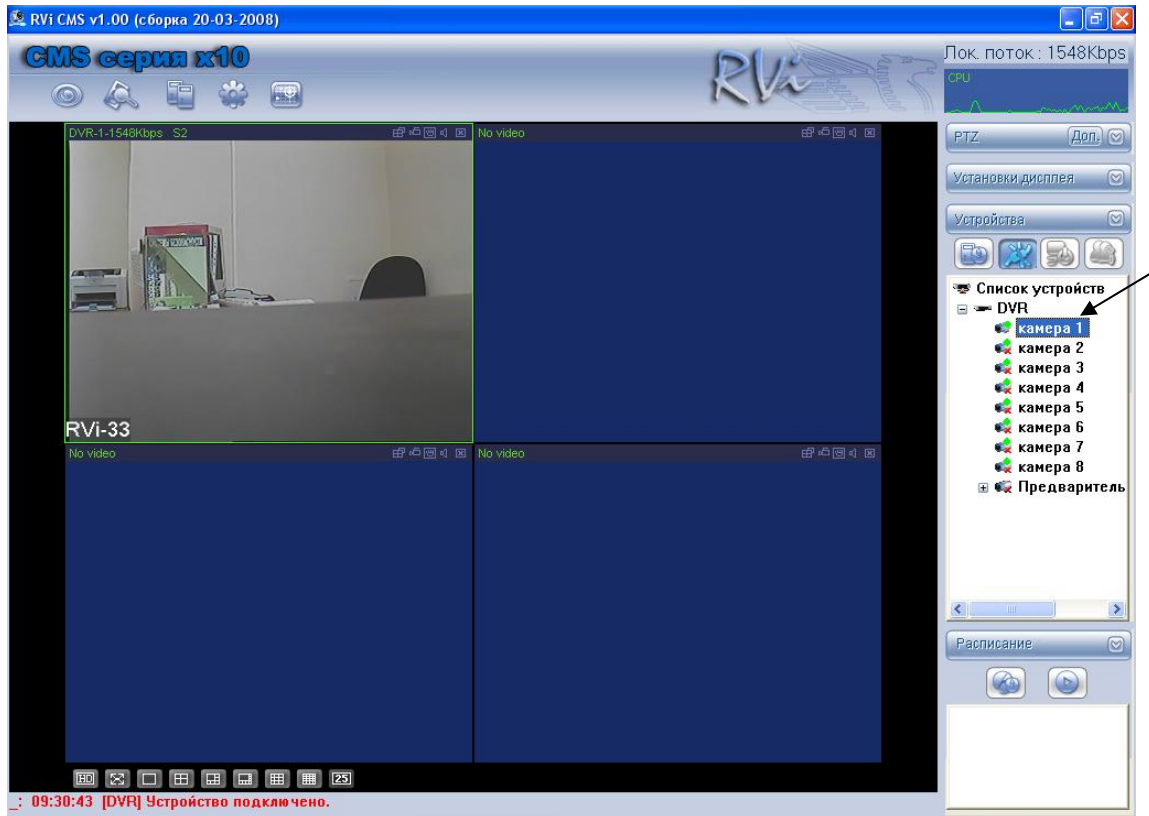 RVi CMS v1.00 (сборка 20-03-2008)
CMS серия x10
RVi
Лок. поток : 1548Kbps
CPU
DVR-1-1548Kbps S2
No video
RVi-33
No video
No video
PTZ
Доп.
Установки дисплея
Устройства
Список устройств
DVR
камера 1
камера 2
камера 3
камера 4
камера 5
камера 6
камера 7
камера 8
Предваритель
Расписание
HD
25
_: 09:30:43 [DVR] Устройство подключено.